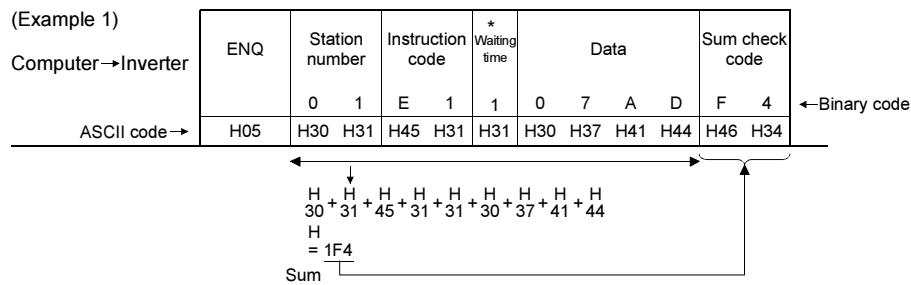 (Example 1)
Computer→Inverter
ENQ
Station number
Instruction code
* Waiting time
Data
Sum check code
0 1 E 1 1 0 7 A D F 4 ←Binary code
ASCII code→ H05 H30 H31 H45 H31 H31 H30 H37 H41 H44 H46 H34
H H H H H H H H H
30 + 31 + 45 + 31 + 31 + 30 + 37 + 41 + 44
H
= 1F4
Sum